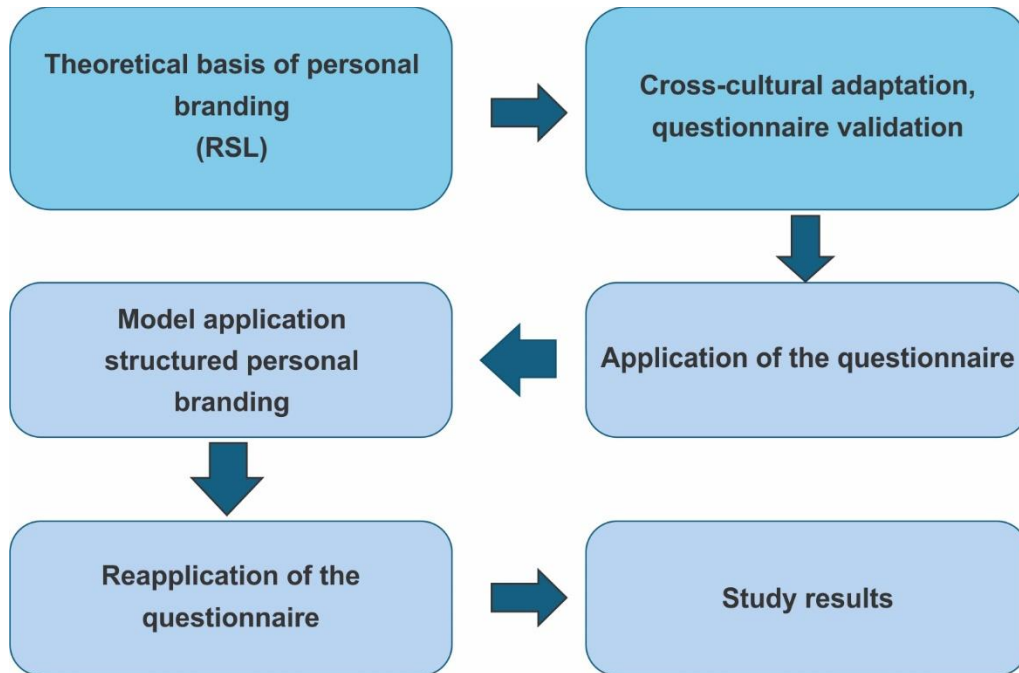 Theoretical basis of personal
branding
(RSL)
Cross-cultural adaptation,
questionnaire validation
Application of the questionnaire
Model application
structured personal
branding
Reapplication of the
questionnaire
Study results